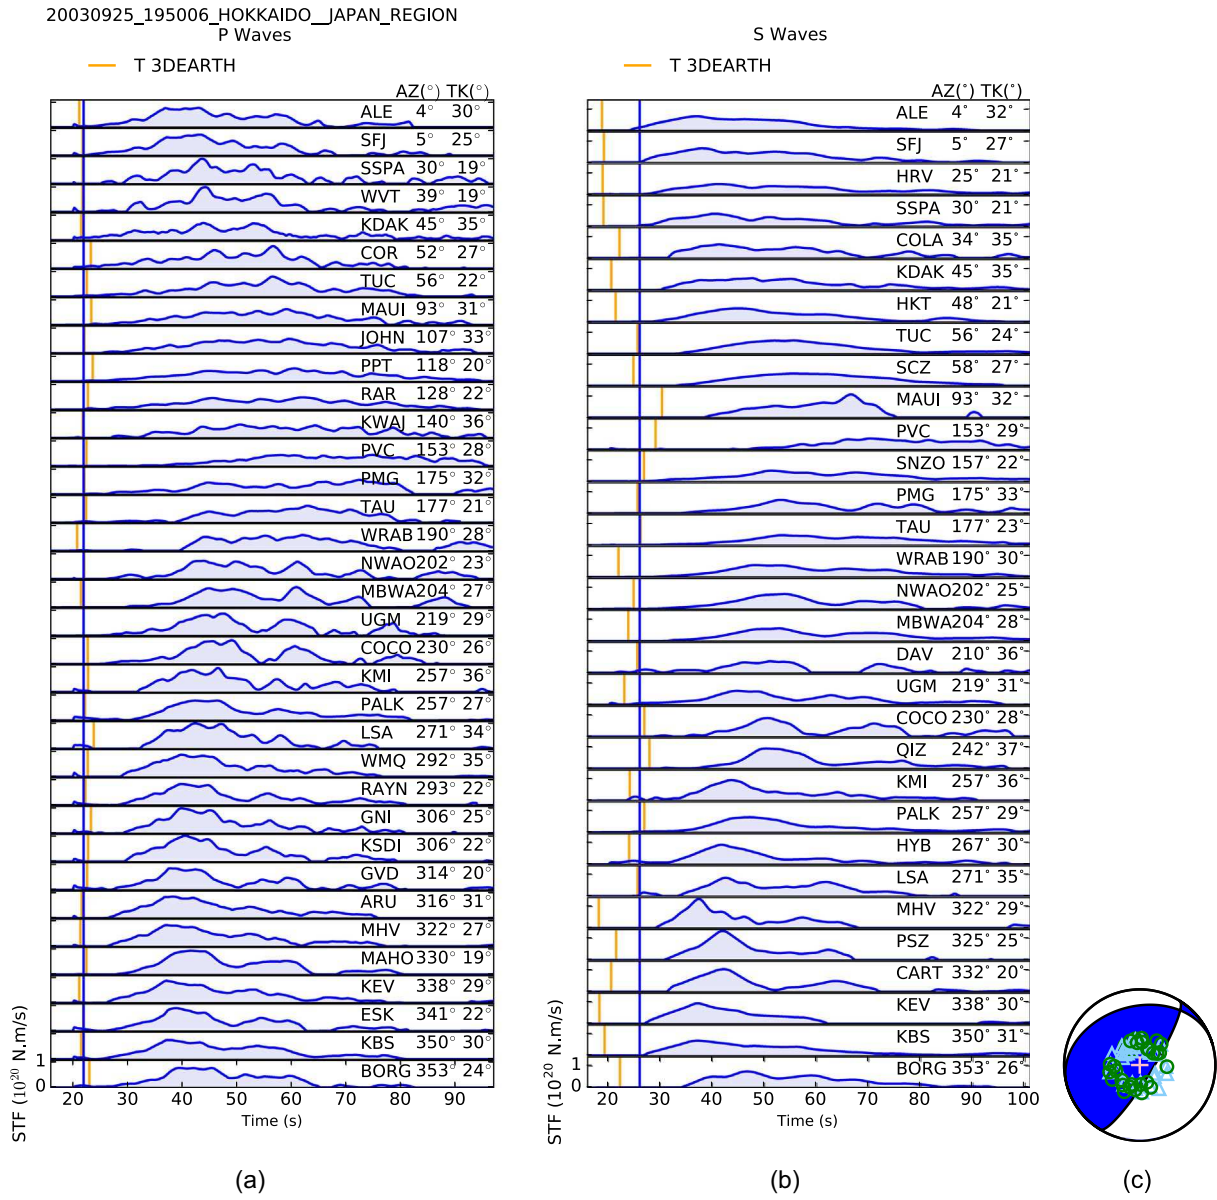 20030925_195006_HOKKAIDO__JAPAN_REGION
P Waves
T 3DEARTH
AZ(°) TK(°)
ALE 4° 30°
SFJ 5° 25°
SSPA 30° 19°
WVT 39° 19°
KDAK 45° 35°
COR 52° 27°
TUC 56° 22°
MAUI 93° 31°
JOHN 107° 33°
PPT 118° 20°
RAR 128° 22°
KWAJ 140° 36°
PVC 153° 28°
PMG 175° 32°
TAU 177° 21°
WRAB 190° 28°
NWAO 202° 23°
MBWA 204° 27°
UGM 219° 29°
COCO 230° 26°
KMI 257° 36°
PALK 257° 27°
LSA 271° 34°
WMQ 292° 35°
RAYN 293° 22°
GNI 306° 25°
KSDI 306° 22°
GVD 314° 20°
ARU 316° 31°
MHV 322° 27°
MAHO 330° 19°
KEV 338° 29°
ESK 341° 22°
KBS 350° 30°
BORG 353° 24°
1
0
STF (10^20 N.m/s)
20 30 40 50 60 70 80 90
Time (s)
(a)
S Waves
T 3DEARTH
AZ(°) TK(°)
ALE 4° 32°
SFJ 5° 27°
HRV 25° 21°
SSPA 30° 21°
COLA 34° 35°
KDAK 45° 35°
HKT 48° 21°
TUC 56° 24°
SCZ 58° 27°
MAUI 93° 32°
PVC 153° 29°
SNZO 157° 22°
PMG 175° 33°
TAU 177° 23°
WRAB 190° 30°
NWAO 202° 25°
MBWA 204° 28°
DAV 210° 36°
UGM 219° 31°
COCO 230° 28°
QIZ 242° 37°
KMI 257° 36°
PALK 257° 29°
HYB 267° 30°
LSA 271° 35°
MHV 322° 29°
PSZ 325° 25°
CART 332° 20°
KEV 338° 30°
KBS 350° 31°
BORG 353° 26°
1
0
STF (10^20 N.m/s)
20 30 40 50 60 70 80 90 100
Time (s)
(b)
(c)